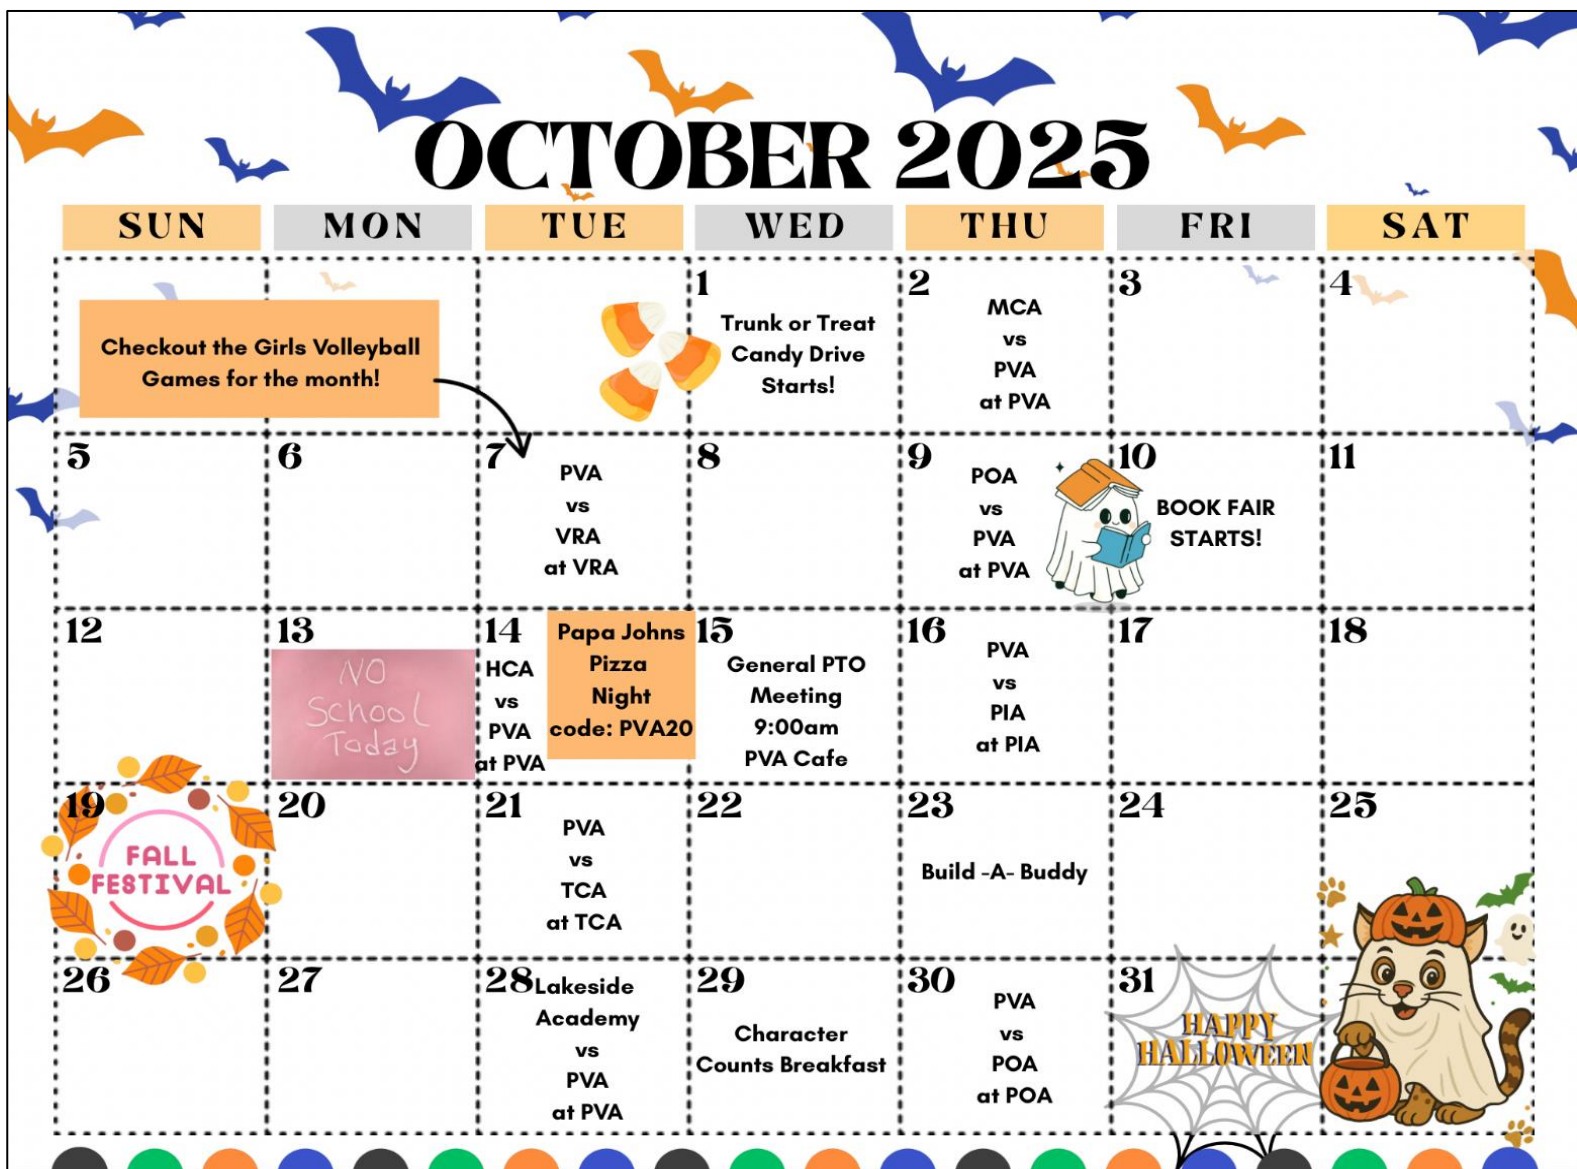 OCTOBER 2025
SUN
MON
TUE
WED
THU
FRI
SAT
Checkout the Girls Volleyball
Games for the month!
1
Trunk or Treat
Candy Drive
Starts!
2
MCA
vs
PVA
at PVA
3
4
5
6
7
PVA
vs
VRA
at VRA
8
9
POA
vs
PVA
at PVA
10
BOOK FAIR
STARTS!
11
12
13
NO
School
Today
14
HCA
vs
PVA
at PVA
Papa Johns
Pizza
Night
code: PVA20
15
General PTO
Meeting
9:00am
PVA Cafe
16
PVA
vs
PIA
at PIA
17
18
19
FALL
FESTIVAL
20
21
PVA
vs
TCA
at TCA
22
23
Build -A- Buddy
24
25
26
27
28
Lakeside
Academy
vs
PVA
at PVA
29
Character
Counts Breakfast
30
PVA
vs
POA
at POA
31
HAPPY
HALLOWEEN